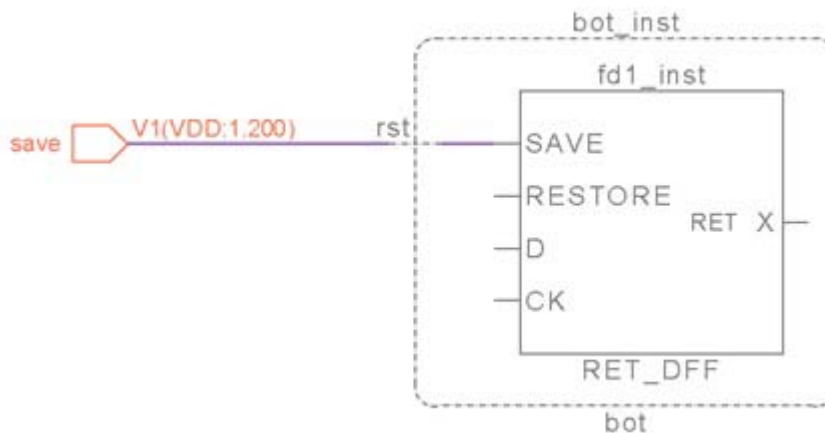 bot_inst
fd1_inst
save
V1(VDD:1.200)
rst
SAVE
RESTORE
RET X
D
CK
RET_DFF
bot